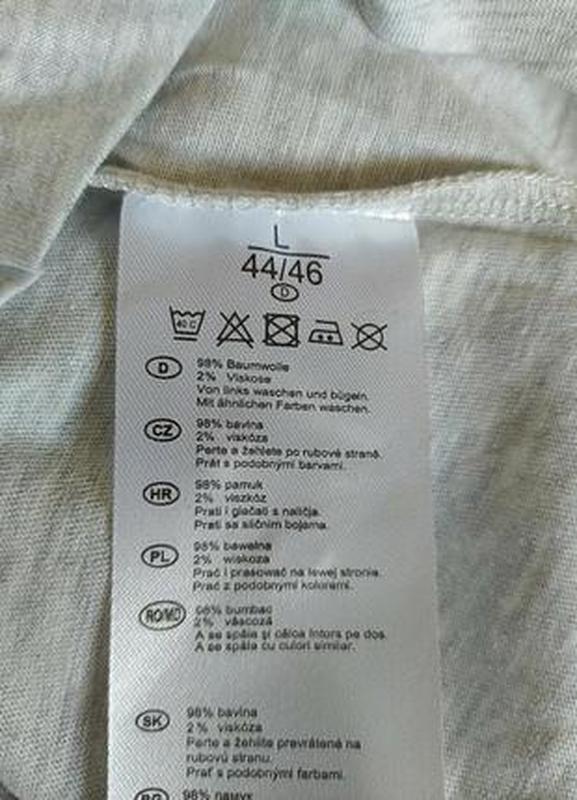 L
44/46
D
40 C
D 98% Baumwolle
2% Viskose
Von links waschen und bügeln.
Mit ähnlichen Farben waschen.
CZ 98% bavlna
2% viskóza
Perte a žehlete po rubové straně.
Prát s podobnými barvami.
HR 98% pamuk
2% viszkóz
Prati i glačati s naličja.
Prati sa sličnim bojama.
PL 98% bawełna
2% wiskoza
Prać i prasować na lewej stronie.
Prać z podobnymi kolorami.
RO/MD 98% bumbac
2% vâscoză
A se spăla şi călca întors pe dos.
A se spăla cu culori similar.
SK 98% bavlna
2% viskóza
Perte a žehlite prevrátené na
rubovú stranu.
Prať s podobnými farbami.
BG 98% памук